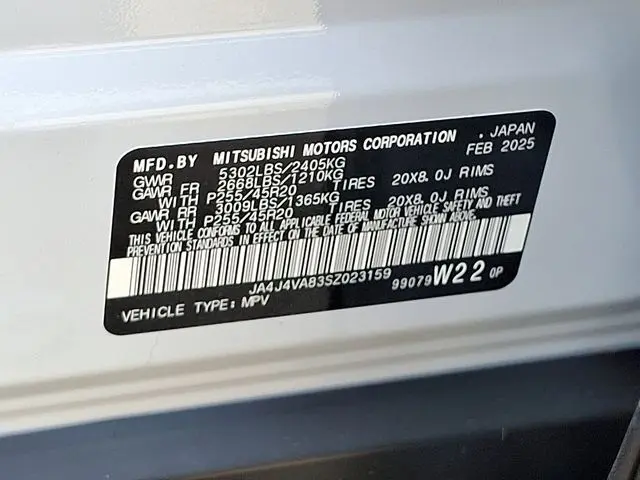 MFD.BY MITSUBISHI MOTORS CORPORATION . JAPAN
GWR 5302LBS/2405KG FEB 2025
GAWR FR 2668LBS/1210KG
WITH P255/45R20 TIRES 20X8.0J RIMS
GAWR RR 3009LBS/1365KG
WITH P255/45R20 TIRES 20X8.0J RIMS
THIS VEHICLE CONFORMS TO ALL APPLICABLE FEDERAL MOTOR VEHICLE SAFETY AND THEFT
PREVENTION STANDARDS IN EFFECT ON THE DATE OF MANUFACTURE SHOWN ABOVE.
JA4J4VA83SZ023159
VEHICLE TYPE: MPV 99079 W22 0P